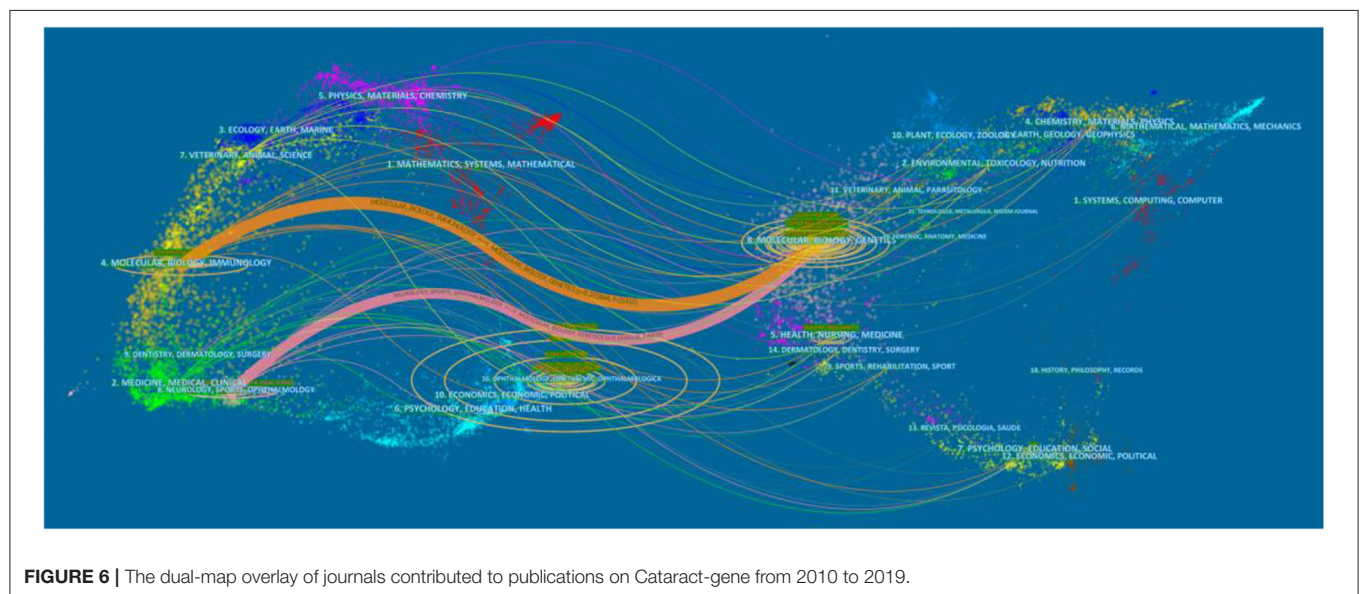 5. PHYSICS, MATERIALS, CHEMISTRY
3. ECOLOGY, EARTH, MARINE
7. VETERINARY, ANIMAL, SCIENCE
1. MATHEMATICS, SYSTEMS, MATHEMATICAL
4. MOLECULAR, BIOLOGY, IMMUNOLOGY
9. DENTISTRY, DERMATOLOGY, SURGERY
2. MEDICINE, MEDICAL, CLINICAL
8. NEUROLOGY, SPORTS, OPHTHALMOLOGY
16. OPHTHALMOLOGY, OPHTHALMIC, OPHTHALMOLOGICA
10. ECONOMICS, ECONOMIC, POLITICAL
6. PSYCHOLOGY, EDUCATION, HEALTH
4. CHEMISTRY, MATERIALS, PHYSICS
6. MATHEMATICAL, MATHEMATICS, MECHANICS
10. PLANT, ECOLOGY, ZOOLOGY
EARTH, GEOLOGY, GEOPHYSICS
2. ENVIRONMENTAL, TOXICOLOGY, NUTRITION
11. VETERINARY, ANIMAL, PARASITOLOGY
1. SYSTEMS, COMPUTING, COMPUTER
FORENSIC, ANATOMY, MEDICINE
8. MOLECULAR, BIOLOGY, GENETICS
5. HEALTH, NURSING, MEDICINE
14. DERMATOLOGY, DENTISTRY, SURGERY
SPORTS, REHABILITATION, SPORT
18. HISTORY, PHILOSOPHY, RECORDS
13. REVISTA, PSICOLOGIA, SAUDE
7. PSYCHOLOGY, EDUCATION, SOCIAL
12. ECONOMICS, ECONOMIC, POLITICAL
FIGURE 6 | The dual-map overlay of journals contributed to publications on Cataract-gene from 2010 to 2019.